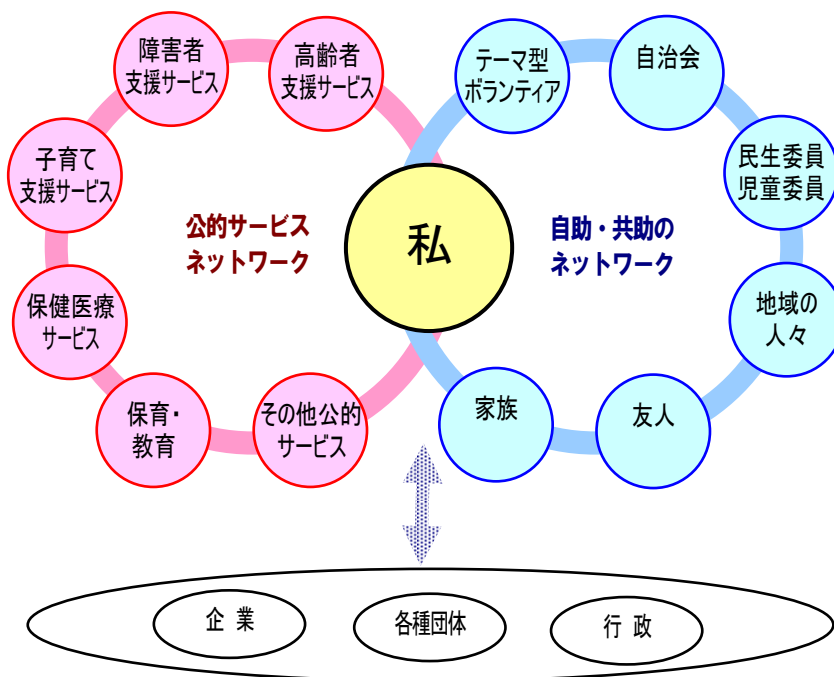 障害者
支援サービス
高齢者
支援サービス
子育て
支援サービス
保健医療
サービス
保育・
教育
その他公的
サービス
公的サービス
ネットワーク
私
テーマ型
ボランティア
自治会
民生委員
児童委員
地域の
人々
友人
家族
自助・共助の
ネットワーク
企 業
各種団体
行 政